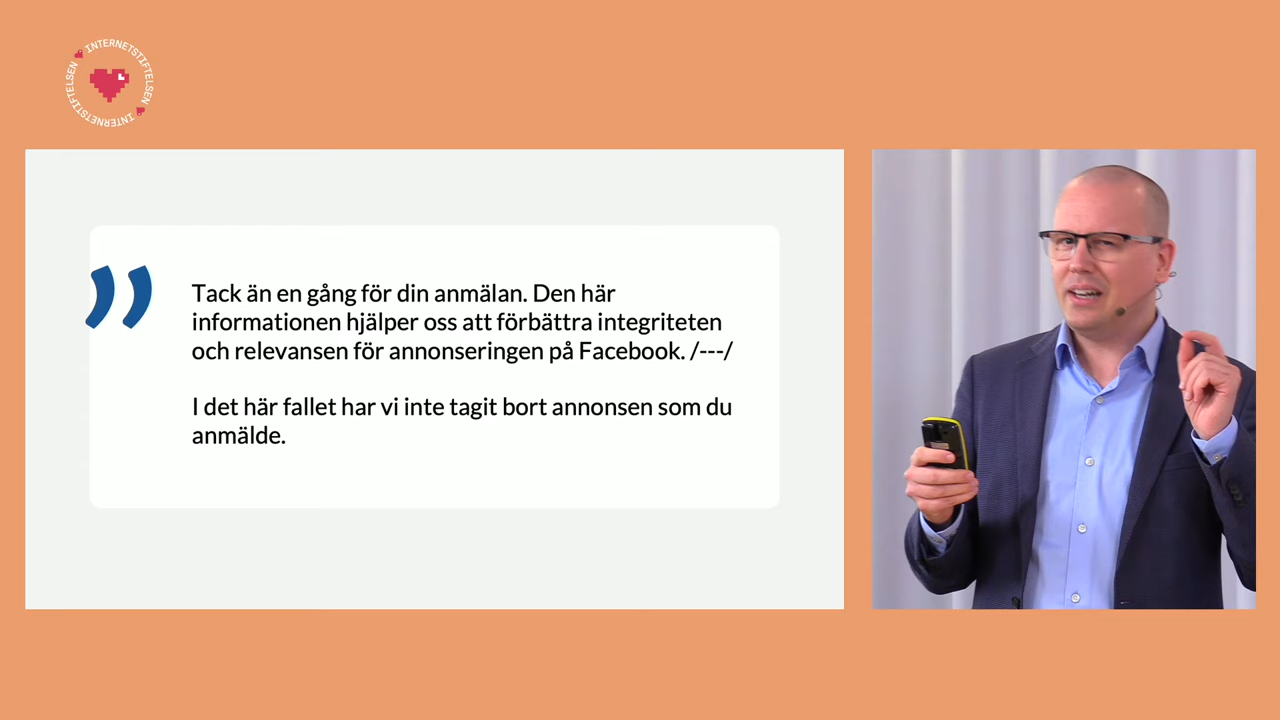 INTERNETSTIFTELSEN
INTERNETSTIFTELSEN
”
Tack än en gång för din anmälan. Den här
informationen hjälper oss att förbättra integriteten
och relevansen för annonseringen på Facebook. /---/
I det här fallet har vi inte tagit bort annonsen som du
anmälde.